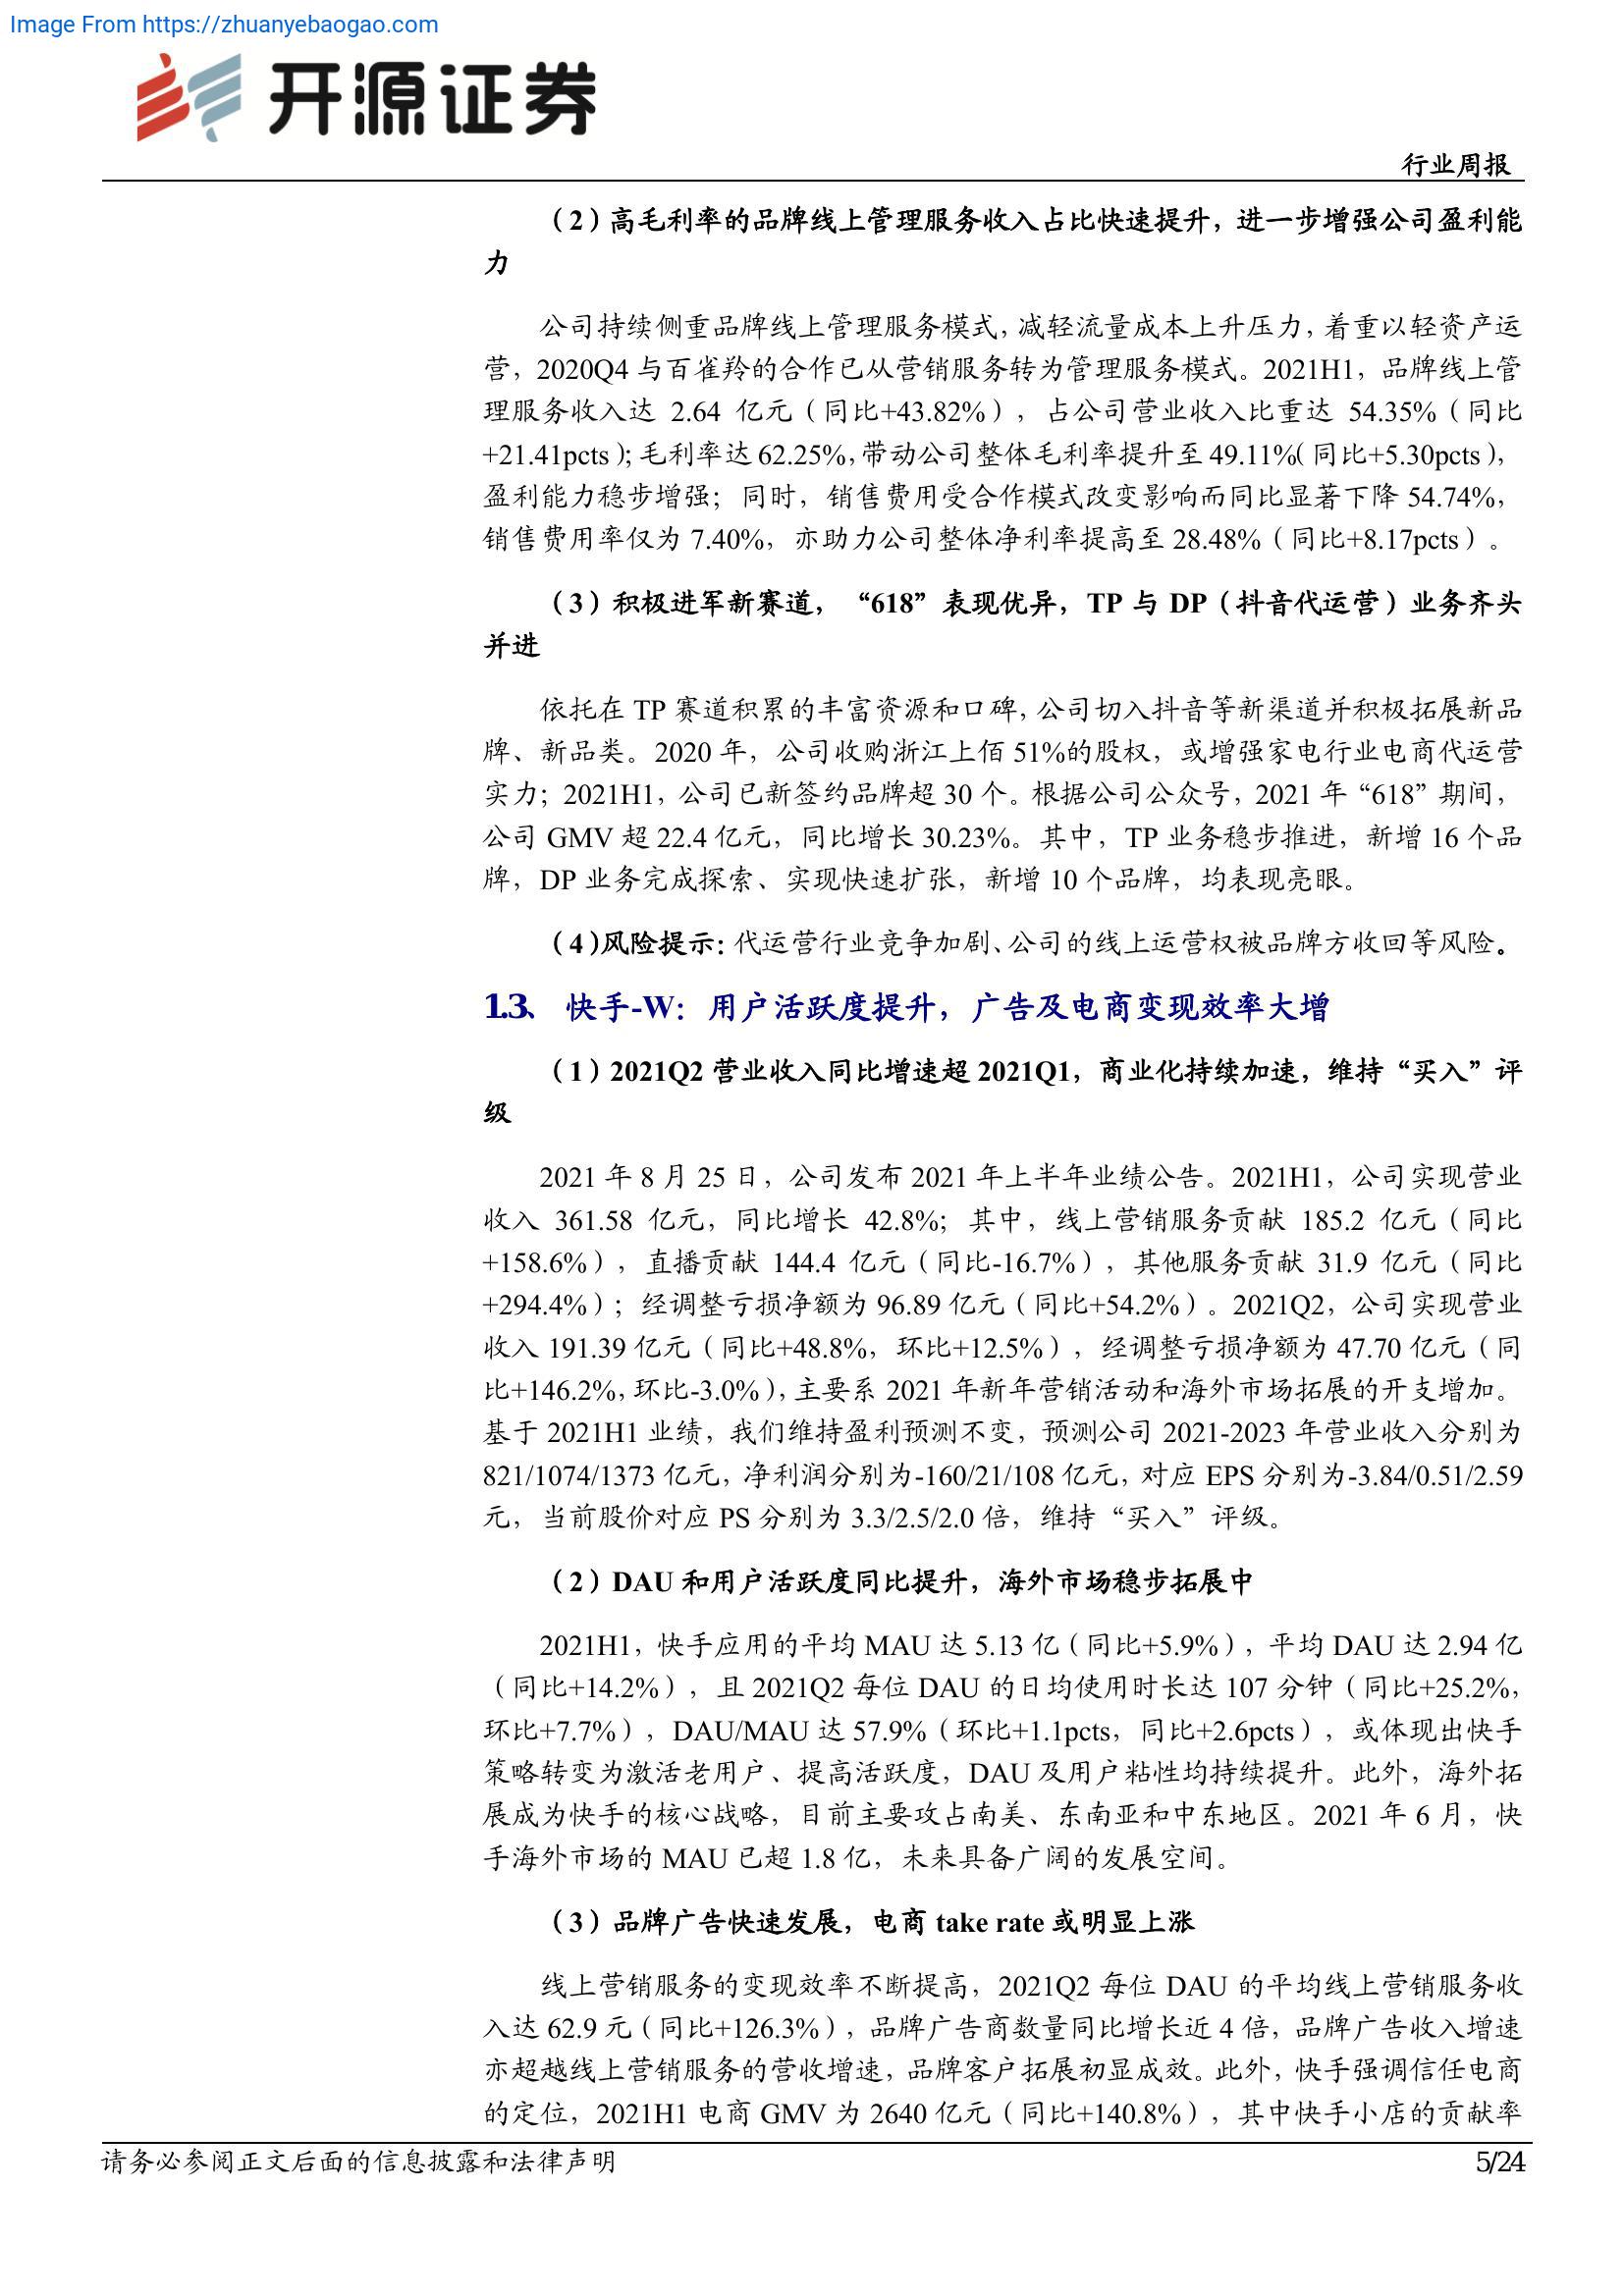 Image From https://zhuanyebaogao.com
开源证券
行业周报
（2）高毛利率的品牌线上管理服务收入占比快速提升，进一步增强公司盈利能
力
公司持续侧重品牌线上管理服务模式，减轻流量成本上升压力，着重以轻资产运
营，2020Q4 与百雀羚的合作已从营销服务转为管理服务模式。2021H1，品牌线上管
理服务收入达 2.64 亿元（同比+43.82%），占公司营业收入比重达 54.35%（同比
+21.41pcts）；毛利率达 62.25%，带动公司整体毛利率提升至 49.11%（同比+5.30pcts），
盈利能力稳步增强；同时，销售费用受合作模式改变影响而同比显著下降 54.74%，
销售费用率仅为 7.40%，亦助力公司整体净利率提高至 28.48%（同比+8.17pcts）。
（3）积极进军新赛道，“618”表现优异，TP 与 DP（抖音代运营）业务齐头
并进
依托在 TP 赛道积累的丰富资源和口碑，公司切入抖音等新渠道并积极拓展新品
牌、新品类。2020 年，公司收购浙江上佰 51%的股权，或增强家电行业电商代运营
实力；2021H1，公司已新签约品牌超 30 个。根据公司公众号，2021 年“618”期间，
公司 GMV 超 22.4 亿元，同比增长 30.23%。其中，TP 业务稳步推进，新增 16 个品
牌，DP 业务完成探索、实现快速扩张，新增 10 个品牌，均表现亮眼。
（4）风险提示：代运营行业竞争加剧、公司的线上运营权被品牌方收回等风险。
1.3、 快手-W：用户活跃度提升，广告及电商变现效率大增
（1）2021Q2 营业收入同比增速超 2021Q1，商业化持续加速，维持“买入”评
级
2021 年 8 月 25 日，公司发布 2021 年上半年业绩公告。2021H1，公司实现营业
收入 361.58 亿元，同比增长 42.8%；其中，线上营销服务贡献 185.2 亿元（同比
+158.6%），直播贡献 144.4 亿元（同比-16.7%），其他服务贡献 31.9 亿元（同比
+294.4%）；经调整亏损净额为 96.89 亿元（同比+54.2%）。2021Q2，公司实现营业
收入 191.39 亿元（同比+48.8%，环比+12.5%），经调整亏损净额为 47.70 亿元（同
比+146.2%，环比-3.0%），主要系 2021 年新年营销活动和海外市场拓展的开支增加。
基于 2021H1 业绩，我们维持盈利预测不变，预测公司 2021-2023 年营业收入分别为
821/1074/1373 亿元，净利润分别为-160/21/108 亿元，对应 EPS 分别为-3.84/0.51/2.59
元，当前股价对应 PS 分别为 3.3/2.5/2.0 倍，维持“买入”评级。
（2）DAU 和用户活跃度同比提升，海外市场稳步拓展中
2021H1，快手应用的平均 MAU 达 5.13 亿（同比+5.9%），平均 DAU 达 2.94 亿
（同比+14.2%），且 2021Q2 每位 DAU 的日均使用时长达 107 分钟（同比+25.2%，
环比+7.7%），DAU/MAU 达 57.9%（环比+1.1pcts，同比+2.6pcts），或体现出快手
策略转变为激活老用户、提高活跃度，DAU 及用户粘性均持续提升。此外，海外拓
展成为快手的核心战略，目前主要攻占南美、东南亚和中东地区。2021 年 6 月，快
手海外市场的 MAU 已超 1.8 亿，未来具备广阔的发展空间。
（3）品牌广告快速发展，电商 take rate 或明显上涨
线上营销服务的变现效率不断提高，2021Q2 每位 DAU 的平均线上营销服务收
入达 62.9 元（同比+126.3%），品牌广告商数量同比增长近 4 倍，品牌广告收入增速
亦超越线上营销服务的营收增速，品牌客户拓展初显成效。此外，快手强调信任电商
的定位，2021H1 电商 GMV 为 2640 亿元（同比+140.8%），其中快手小店的贡献率
请务必参阅正文后面的信息披露和法律声明
5/24